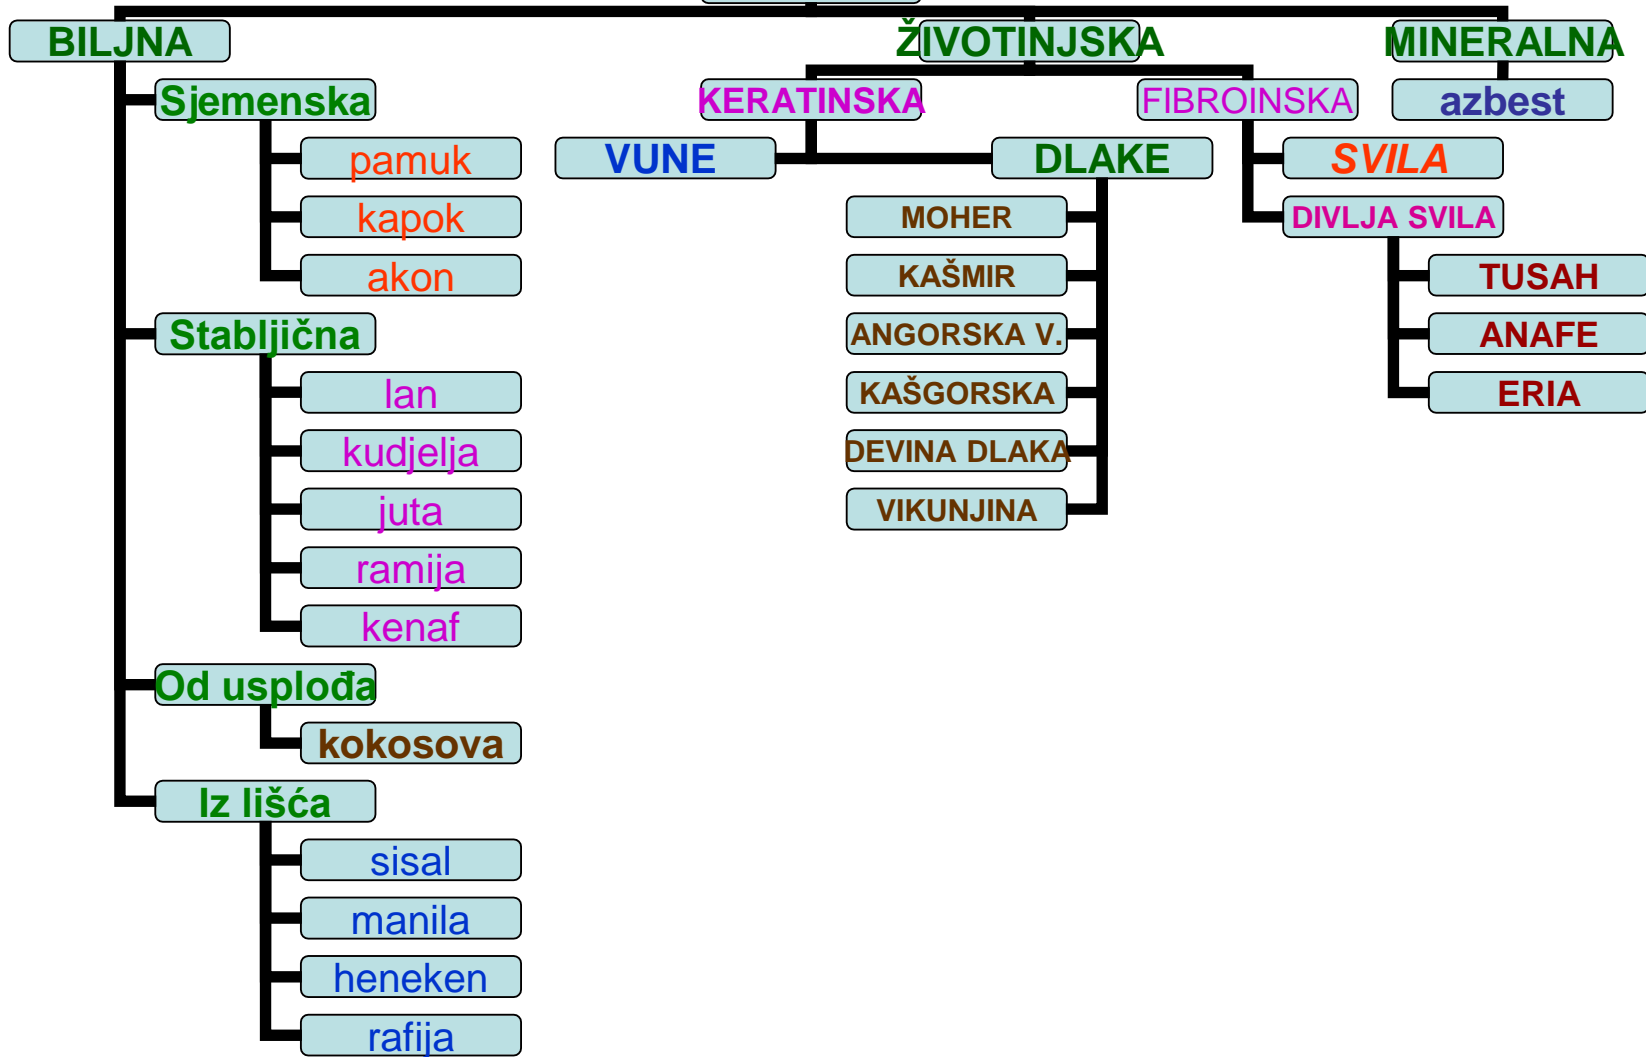 BILJNA
Sjemenska
pamuk
kapok
akon
Stabljična
lan
kudjelja
juta
ramija
kenaf
Od usplođa
kokosova
Iz lišća
sisal
manila
heneken
rafija
ŽIVOTINJSKA
KERATINSKA
VUNE
DLAKE
MOHER
KAŠMIR
ANGORSKA V.
KAŠGORSKA
DEVINA DLAKA
VIKUNJINA
FIBROINSKA
SVILA
DIVLJA SVILA
TUSAH
ANAFE
ERIA
MINERALNA
azbest